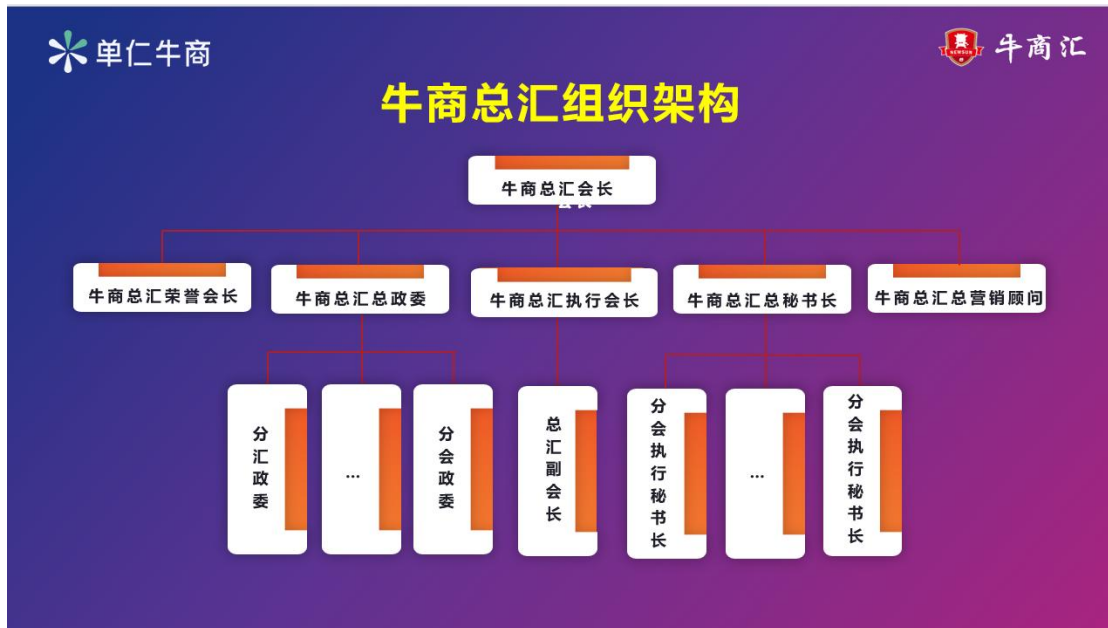 单仁牛商
NEWSUN
牛商汇
牛商总汇组织架构
牛商总汇会长
会长
牛商总汇荣誉会长
牛商总汇总政委
牛商总汇执行会长
牛商总汇总秘书长
牛商总汇总营销顾问
分汇政委
...
分会政委
总汇副会长
分会执行秘书长
...
分会执行秘书长